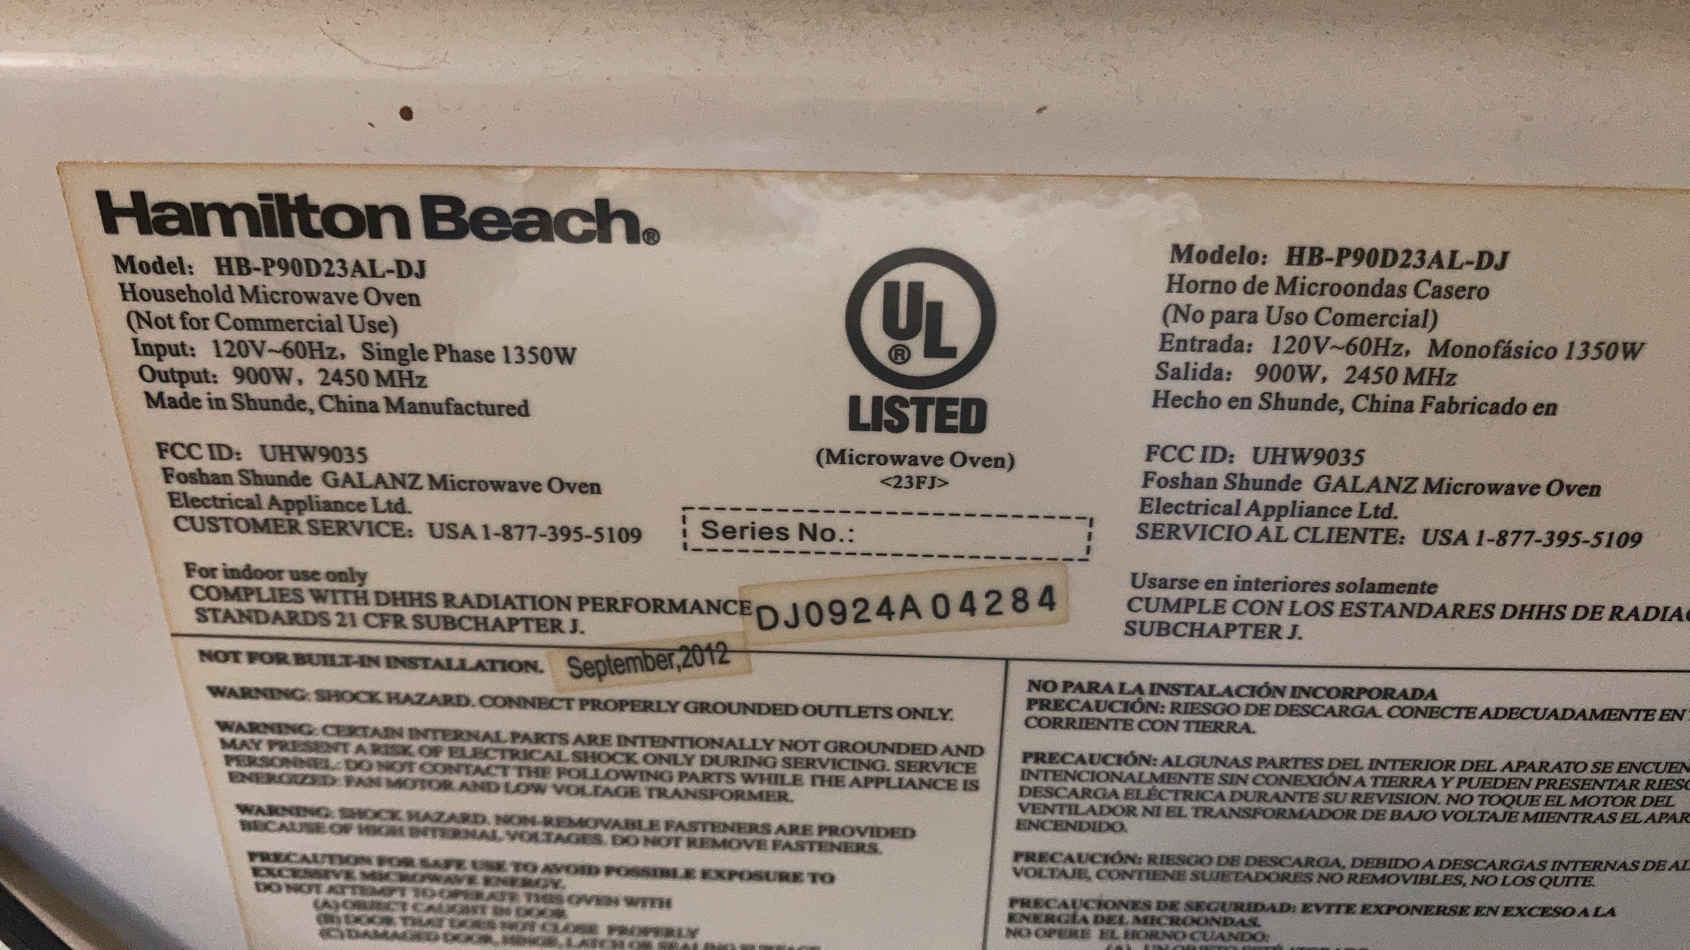 Hamilton Beach®
Model: HB-P90D23AL-DJ
Household Microwave Oven
(Not for Commercial Use)
Input: 120V~60Hz, Single Phase 1350W
Output: 900W, 2450 MHz
Made in Shunde, China Manufactured
FCC ID: UHW9035
Foshan Shunde GALANZ Microwave Oven
Electrical Appliance Ltd.
CUSTOMER SERVICE: USA 1-877-395-5109
For indoor use only
COMPLIES WITH DHHS RADIATION PERFORMANCE
STANDARDS 21 CFR SUBCHAPTER J.
UL®
LISTED
(Microwave Oven)
<23FJ>
Series No.:
DJ0924A04284
Modelo: HB-P90D23AL-DJ
Horno de Microondas Casero
(No para Uso Comercial)
Entrada: 120V~60Hz, Monofásico 1350W
Salida: 900W, 2450 MHz
Hecho en Shunde, China Fabricado en
FCC ID: UHW9035
Foshan Shunde GALANZ Microwave Oven
Electrical Appliance Ltd.
SERVICIO AL CLIENTE: USA 1-877-395-5109
Usarse en interiores solamente
CUMPLE CON LOS ESTANDARES DHHS DE RADIA
SUBCHAPTER J.
NOT FOR BUILT-IN INSTALLATION. September,2012
WARNING: SHOCK HAZARD. CONNECT PROPERLY GROUNDED OUTLETS ONLY.
WARNING: CERTAIN INTERNAL PARTS ARE INTENTIONALLY NOT GROUNDED AND
MAY PRESENT A RISK OF ELECTRICAL SHOCK ONLY DURING SERVICING. SERVICE
PERSONNEL: DO NOT CONTACT THE FOLLOWING PARTS WHILE THE APPLIANCE IS
ENERGIZED: FAN MOTOR AND LOW VOLTAGE TRANSFORMER.
WARNING: SHOCK HAZARD. NON-REMOVABLE FASTENERS ARE PROVIDED
BECAUSE OF HIGH INTERNAL VOLTAGES. DO NOT REMOVE FASTENERS.
PRECAUTION FOR SAFE USE TO AVOID POSSIBLE EXPOSURE TO
EXCESSIVE MICROWAVE ENERGY.
DO NOT ATTEMPT TO OPERATE THIS OVEN WITH
(A) OBJECT CAUGHT IN DOOR
(B) DOOR THAT DOES NOT CLOSE PROPERLY
(C) DAMAGED DOOR, HINGE, LATCH OR SEALING SURFACE
NO PARA LA INSTALACIÓN INCORPORADA
PRECAUCIÓN: RIESGO DE DESCARGA. CONECTE ADECUADAMENTE EN
CORRIENTE CON TIERRA.
PRECAUCIÓN: ALGUNAS PARTES DEL INTERIOR DEL APARATO SE ENCUEN
INTENCIONALMENTE SIN CONEXIÓN A TIERRA Y PUEDEN PRESENTAR RIESG
DESCARGA ELÉCTRICA DURANTE SU REVISION. NO TOQUE EL MOTOR DEL
VENTILADOR NI EL TRANSFORMADOR DE BAJO VOLTAJE MIENTRAS EL APAR
ENCENDIDO.
PRECAUCIÓN: RIESGO DE DESCARGA, DEBIDO A DESCARGAS INTERNAS DE AL
VOLTAJE, CONTIENE SUJETADORES NO REMOVIBLES, NO LOS QUITE.
PRECAUCIONES DE SEGURIDAD: EVITE EXPONERSE EN EXCESO A LA
ENERGÍA DEL MICROONDAS.
NO OPERE EL HORNO CUANDO: